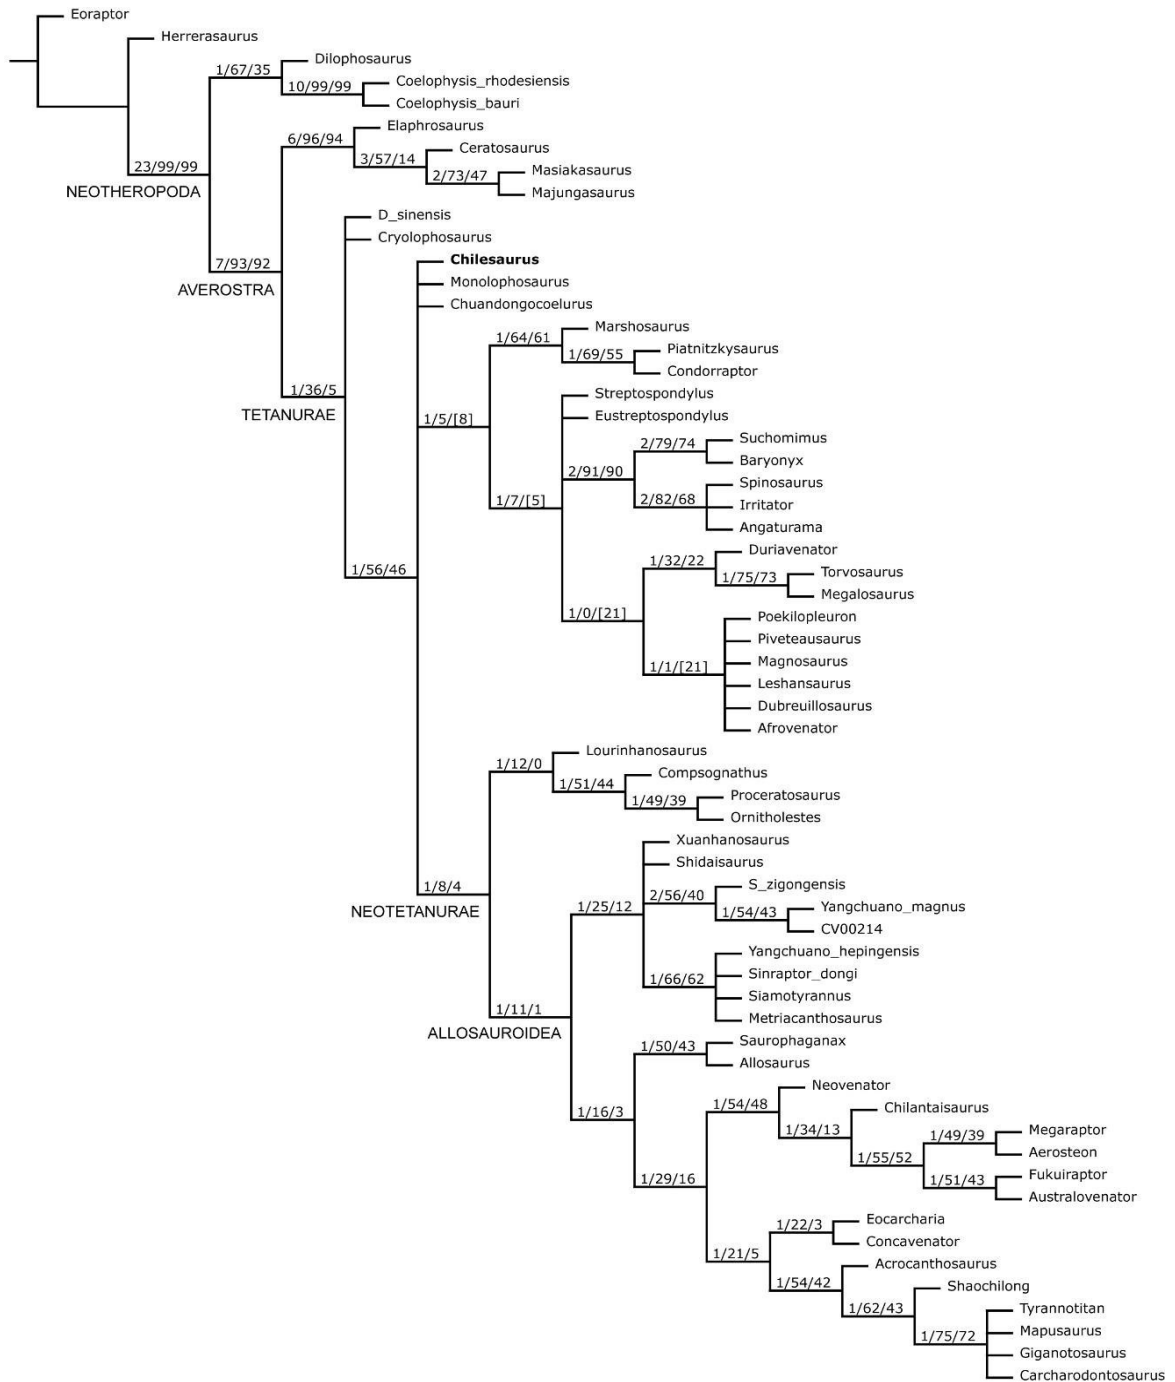 Eoraptor
Herrerasaurus
1/67/35
Dilophosaurus
10/99/99
Coelophysis_rhodesiensis
Coelophysis_bauri
23/99/99
NEOTHEROPODA
6/96/94
Elaphrosaurus
3/57/14
Ceratosaurus
2/73/47
Masiakasaurus
Majungasaurus
7/93/92
AVEROSTRA
D_sinensis
Cryolophosaurus
Chilesaurus
Monolophosaurus
Chuandongocoelurus
1/36/5
TETANURAE
1/64/61
Marshosaurus
1/69/55
Piatnitzkysaurus
Condorraptor
1/5/[8]
Streptospondylus
Eustreptospondylus
2/79/74
Suchomimus
Baryonyx
2/91/90
Spinosaurus
2/82/68
Irritator
Angaturama
1/7/[5]
1/32/22
Duriavenator
1/75/73
Torvosaurus
Megalosaurus
1/56/46
1/0/[21]
Poekilopleuron
Piveteausaurus
1/1/[21]
Magnosaurus
Leshansaurus
Dubreuillosaurus
Afrovenator
1/12/0
Lourinhanosaurus
1/51/44
Compsognathus
1/49/39
Proceratosaurus
Ornitholestes
1/8/4
NEOTETANURAE
Xuanhanosaurus
Shidaisaurus
1/25/12
2/56/40
S_zigongensis
1/54/43
Yangchuano_magnus
CV00214
1/66/62
Yangchuano_hepingensis
Sinraptor_dongi
Siamotyrannus
Metriacanthosaurus
1/11/1
ALLOSAUROIDEA
1/50/43
Saurophaganax
Allosaurus
1/16/3
1/54/48
Neovenator
1/34/13
Chilantaisaurus
1/49/39
Megaraptor
Aerosteon
1/55/52
1/51/43
Fukuiraptor
Australovenator
1/29/16
1/22/3
Eocarcharia
Concavenator
1/21/5
1/54/42
Acrocanthosaurus
1/62/43
Shaochilong
1/75/72
Tyrannotitan
Mapusaurus
Giganotosaurus
Carcharodontosaurus